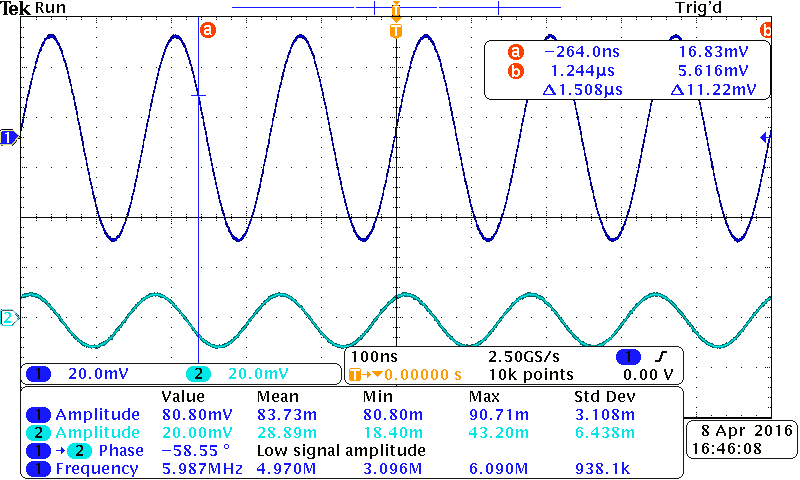 Tek Run Trig'd
T
a b
T
a −264.0ns 16.83mV
b 1.244µs 5.616mV
Δ1.508µs Δ11.22mV
1
2
1 20.0mV 2 20.0mV
100ns 2.50GS/s 1
T→▼0.00000 s 10k points 0.00 V
Value Mean Min Max Std Dev
1 Amplitude 80.80mV 83.73m 80.80m 90.71m 3.108m
2 Amplitude 20.00mV 28.89m 18.40m 43.20m 6.438m
1 → 2 Phase −58.55 ° Low signal amplitude
1 Frequency 5.987MHz 4.970M 3.096M 6.090M 938.1k
8 Apr 2016
16:46:08